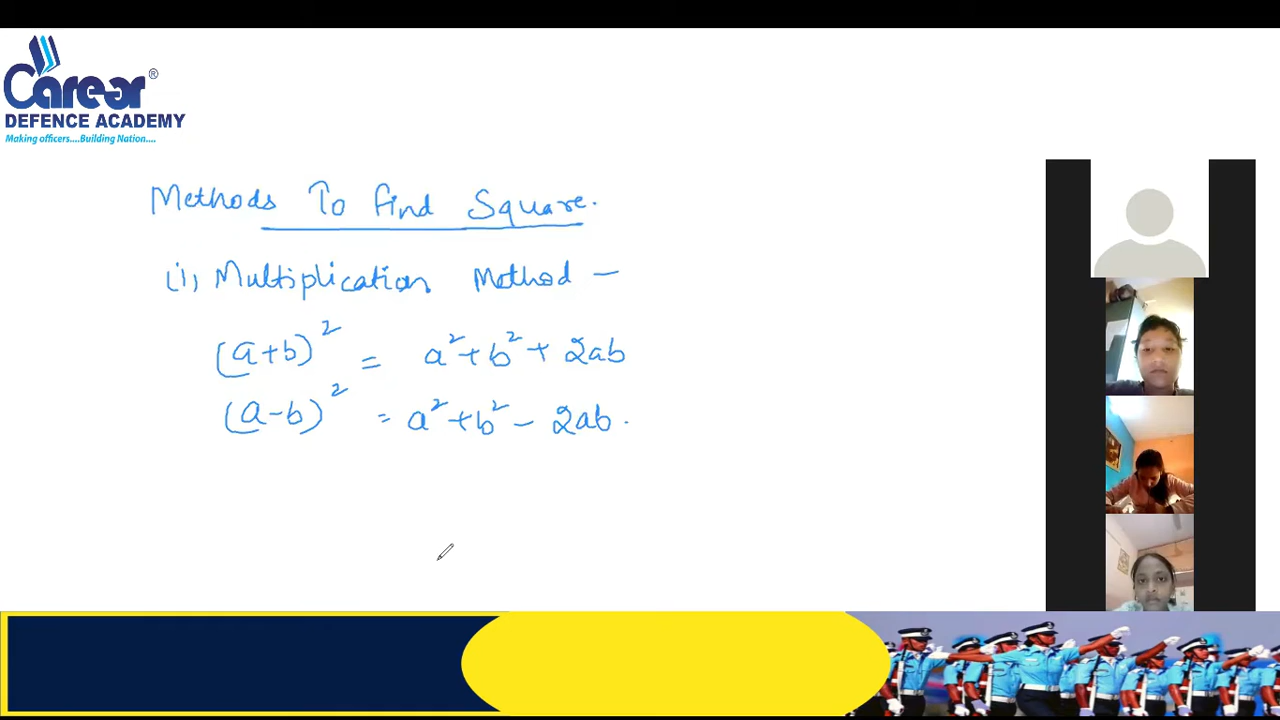 Carear®
DEFENCE ACADEMY
Making officers....Building Nation....
Methods To find Square.
(i) Multiplication Method –
(a+b)² = a²+b²+2ab
(a-b)² = a²+b²-2ab.